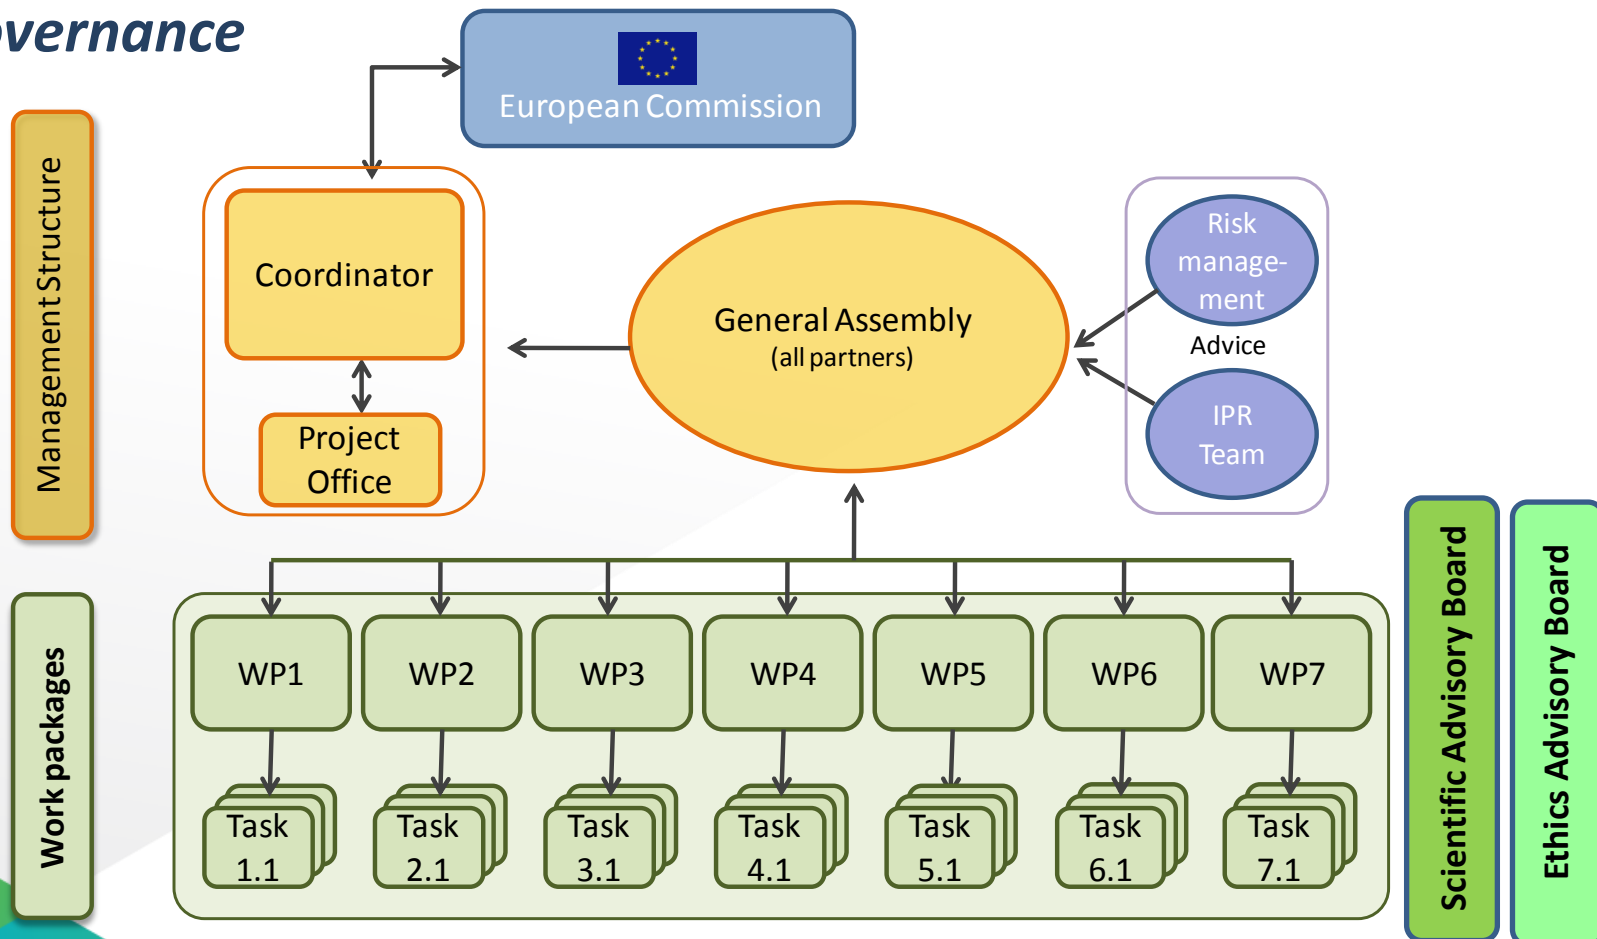 overnance
European Commission
Management Structure
Coordinator
Project
Office
General Assembly
(all partners)
Risk
manage-
ment
Advice
IPR
Team
Work packages
WP1
WP2
WP3
WP4
WP5
WP6
WP7
Task
1.1
Task
2.1
Task
3.1
Task
4.1
Task
5.1
Task
6.1
Task
7.1
Scientific Advisory Board
Ethics Advisory Board